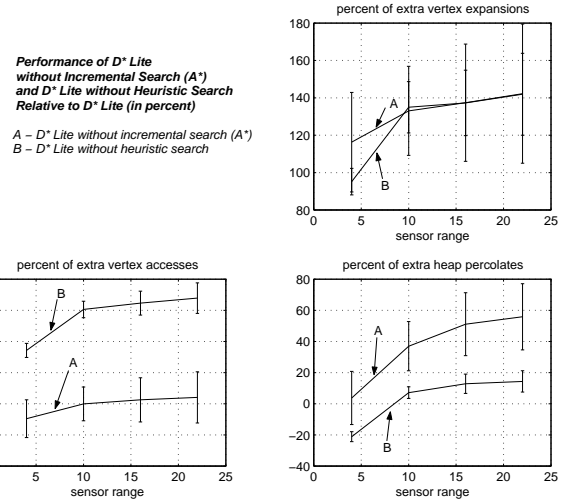 percent of extra vertex expansions
180
160
140
120
100
80
0 5 10 15 20 25
sensor range
A
B
Performance of D* Lite
without Incremental Search (A*)
and D* Lite without Heuristic Search
Relative to D* Lite (in percent)
A − D* Lite without incremental search (A*)
B − D* Lite without heuristic search
percent of extra vertex accesses
B
A
5 10 15 20 25
sensor range
percent of extra heap percolates
80
60
40
20
0
−20
−40
0 5 10 15 20 25
sensor range
A
B